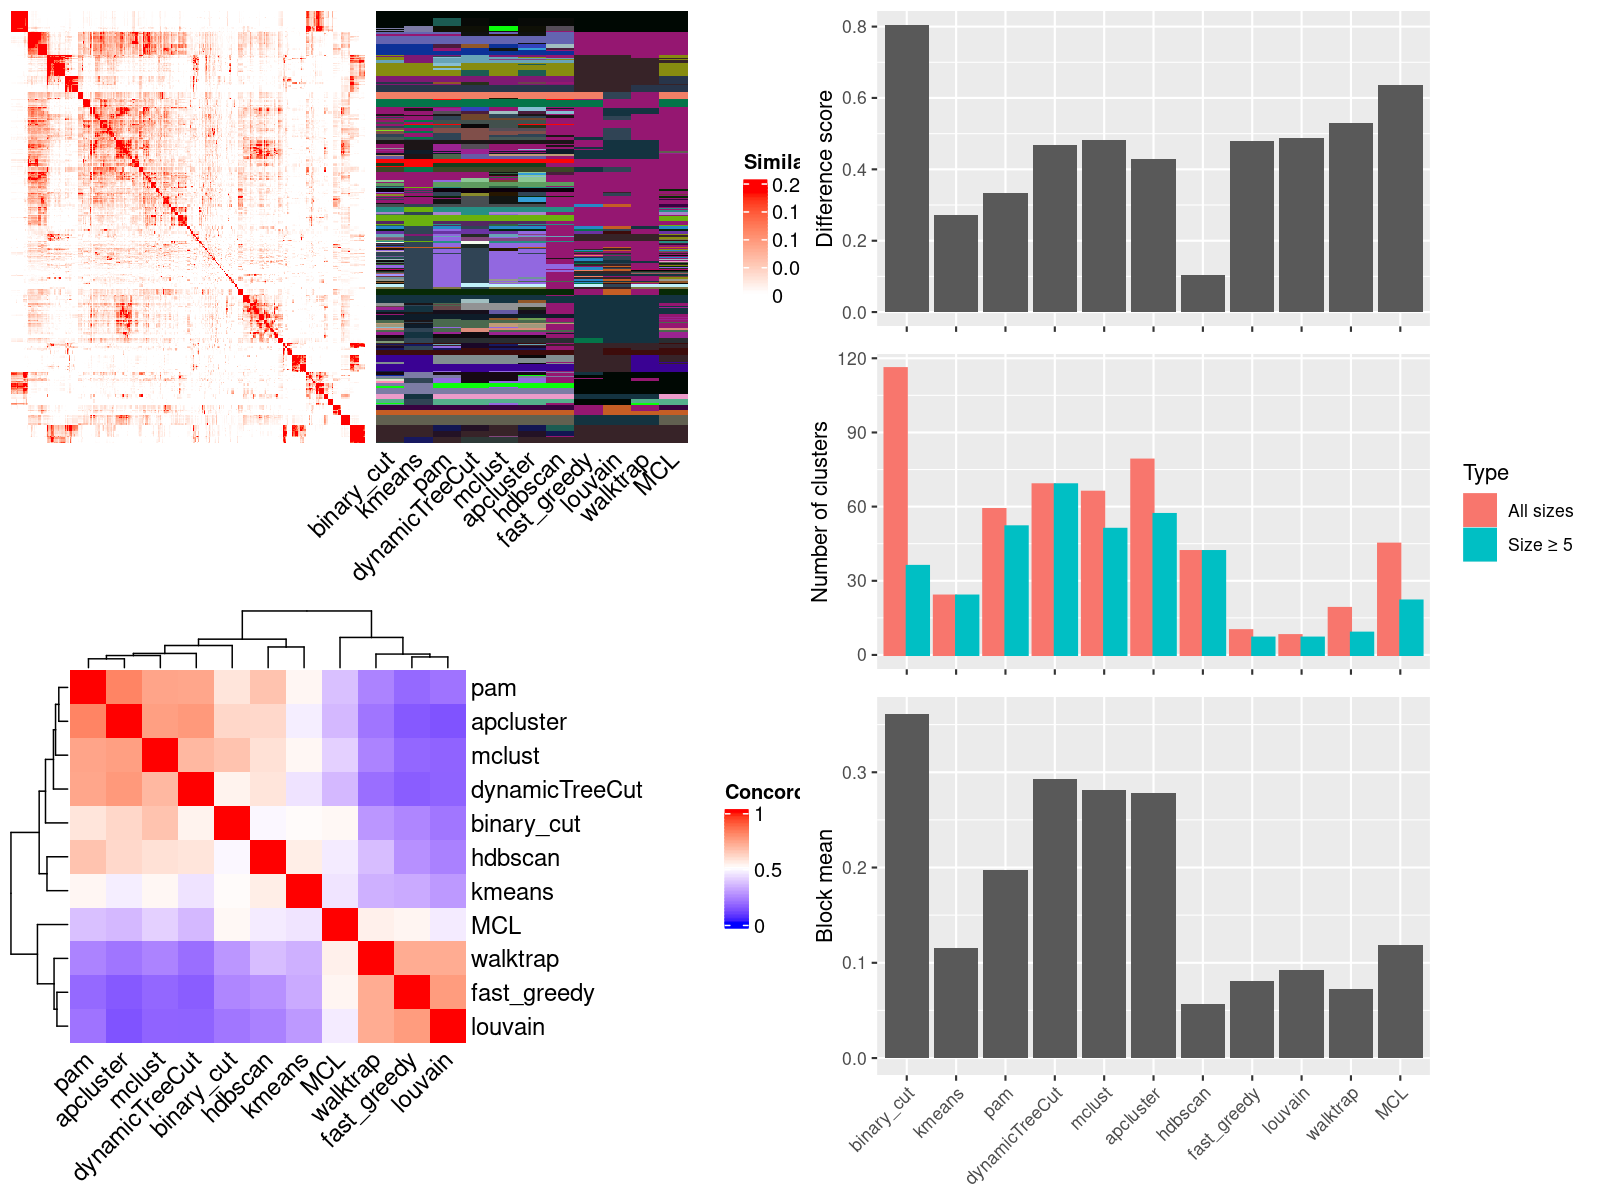 Simila
0.2
0.1
0.1
0.0
0
binary_cut
kmeans
pam
dynamicTreeCut
mclust
apcluster
hdbscan
fast_greedy
louvain
walktrap
MCL
pam
apcluster
mclust
dynamicTreeCut
binary_cut
hdbscan
kmeans
MCL
walktrap
fast_greedy
louvain
pam
apcluster
mclust
dynamicTreeCut
binary_cut
hdbscan
kmeans
MCL
walktrap
fast_greedy
louvain
Concord
1
0.5
0
Difference score
0.8
0.6
0.4
0.2
0.0
Number of clusters
120
90
60
30
0
Type
All sizes
Size ≥ 5
Block mean
0.3
0.2
0.1
0.0
binary_cut
kmeans
pam
dynamicTreeCut
mclust
apcluster
hdbscan
fast_greedy
louvain
walktrap
MCL